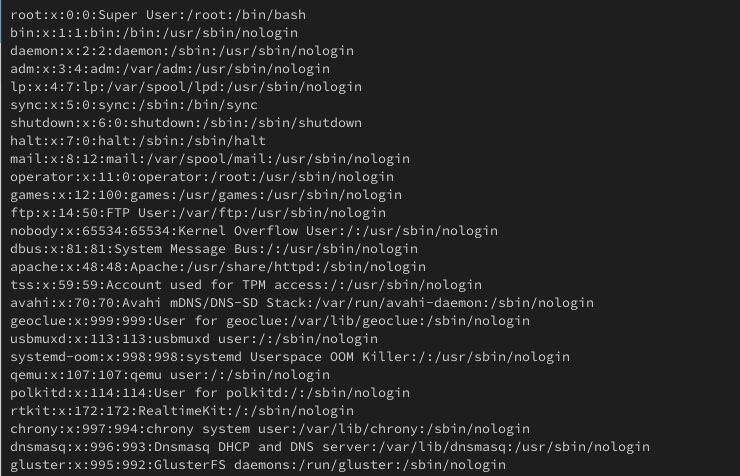 root:x:0:0:Super User:/root:/bin/bash
bin:x:1:1:bin:/bin:/usr/sbin/nologin
daemon:x:2:2:daemon:/sbin:/usr/sbin/nologin
adm:x:3:4:adm:/var/adm:/usr/sbin/nologin
lp:x:4:7:lp:/var/spool/lpd:/usr/sbin/nologin
sync:x:5:0:sync:/sbin:/bin/sync
shutdown:x:6:0:shutdown:/sbin:/sbin/shutdown
halt:x:7:0:halt:/sbin:/sbin/halt
mail:x:8:12:mail:/var/spool/mail:/usr/sbin/nologin
operator:x:11:0:operator:/root:/usr/sbin/nologin
games:x:12:100:games:/usr/games:/usr/sbin/nologin
ftp:x:14:50:FTP User:/var/ftp:/usr/sbin/nologin
nobody:x:65534:65534:Kernel Overflow User:/:/usr/sbin/nologin
dbus:x:81:81:System Message Bus:/:/usr/sbin/nologin
apache:x:48:48:Apache:/usr/share/httpd:/sbin/nologin
tss:x:59:59:Account used for TPM access:/:/usr/sbin/nologin
avahi:x:70:70:Avahi mDNS/DNS-SD Stack:/var/run/avahi-daemon:/sbin/nologin
geoclue:x:999:999:User for geoclue:/var/lib/geoclue:/sbin/nologin
usbmuxd:x:113:113:usbmuxd user:/:/sbin/nologin
systemd-oom:x:998:998:systemd Userspace OOM Killer:/:/usr/sbin/nologin
qemu:x:107:107:qemu user:/:/sbin/nologin
polkitd:x:114:114:User for polkitd:/:/sbin/nologin
rtkit:x:172:172:RealtimeKit:/:/sbin/nologin
chrony:x:997:994:chrony system user:/var/lib/chrony:/sbin/nologin
dnsmasq:x:996:993:Dnsmasq DHCP and DNS server:/var/lib/dnsmasq:/usr/sbin/nologin
gluster:x:995:992:GlusterFS daemons:/run/gluster:/sbin/nologin